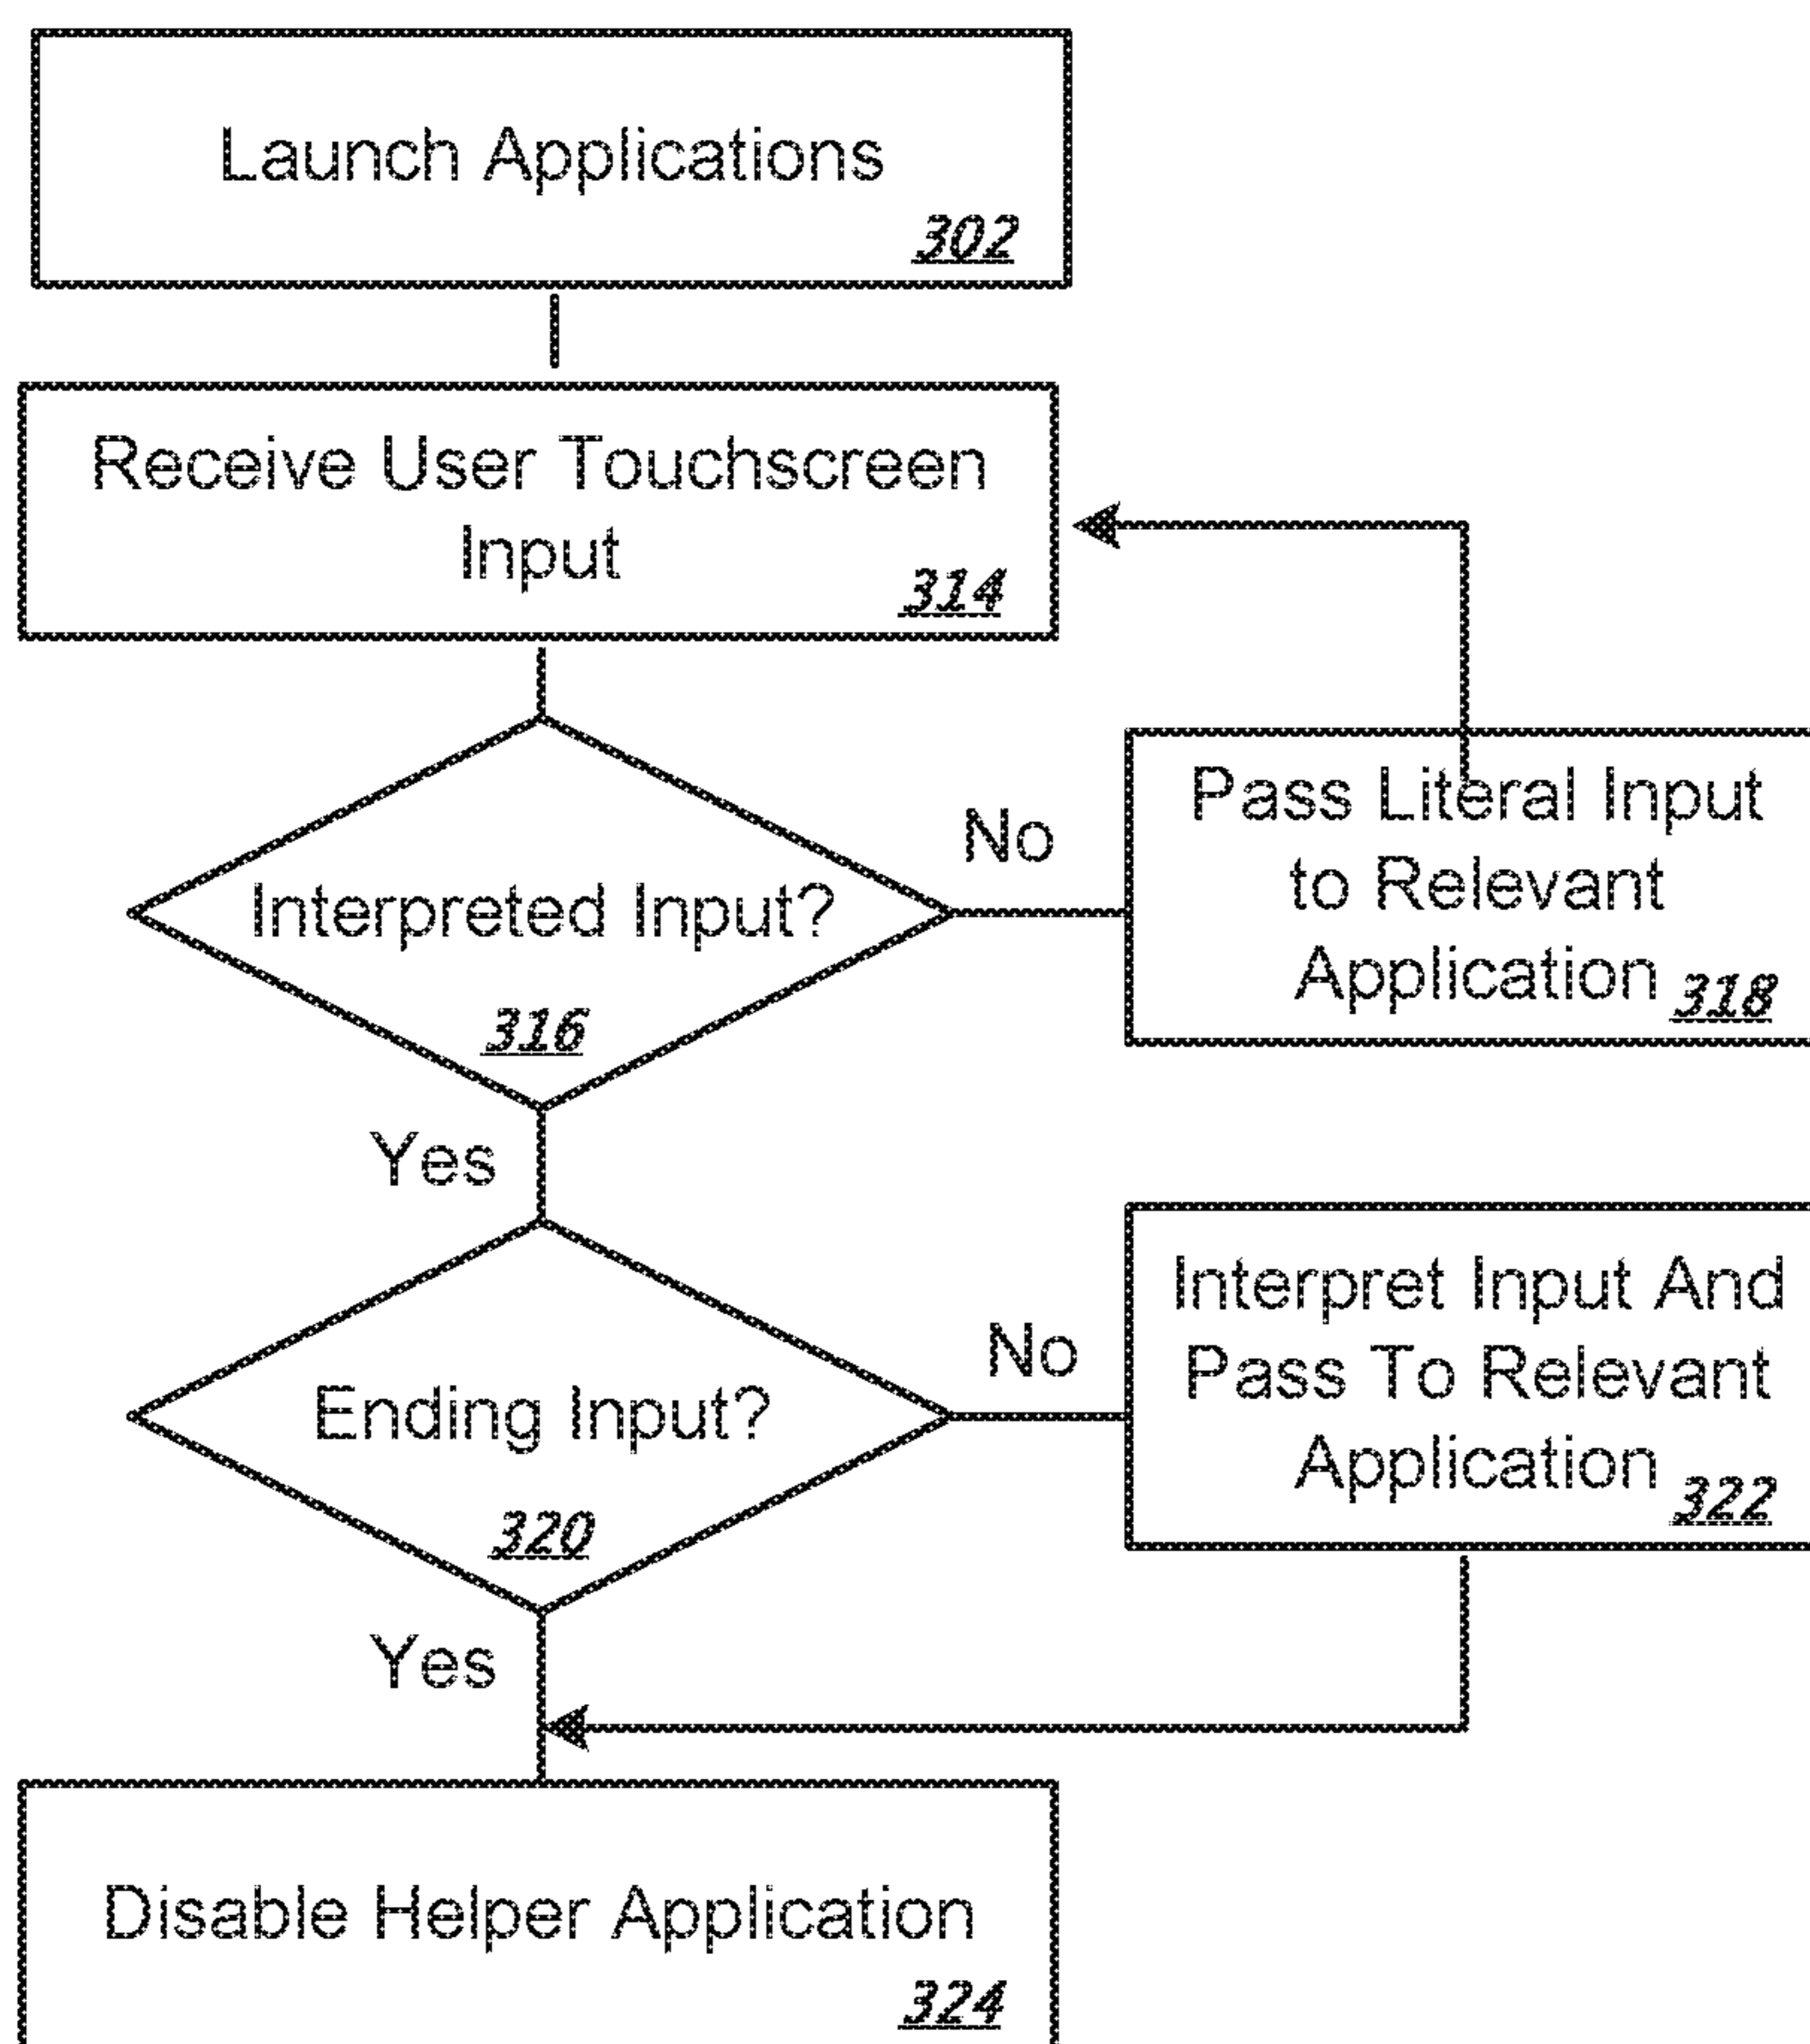 Launch Applications
302
Receive User Touchscreen
Input
314
Interpreted Input?
316
No
Pass Literal Input
to Relevant
Application
318
Yes
Ending Input?
320
No
Interpret Input And
Pass To Relevant
Application
322
Yes
Disable Helper Application
324